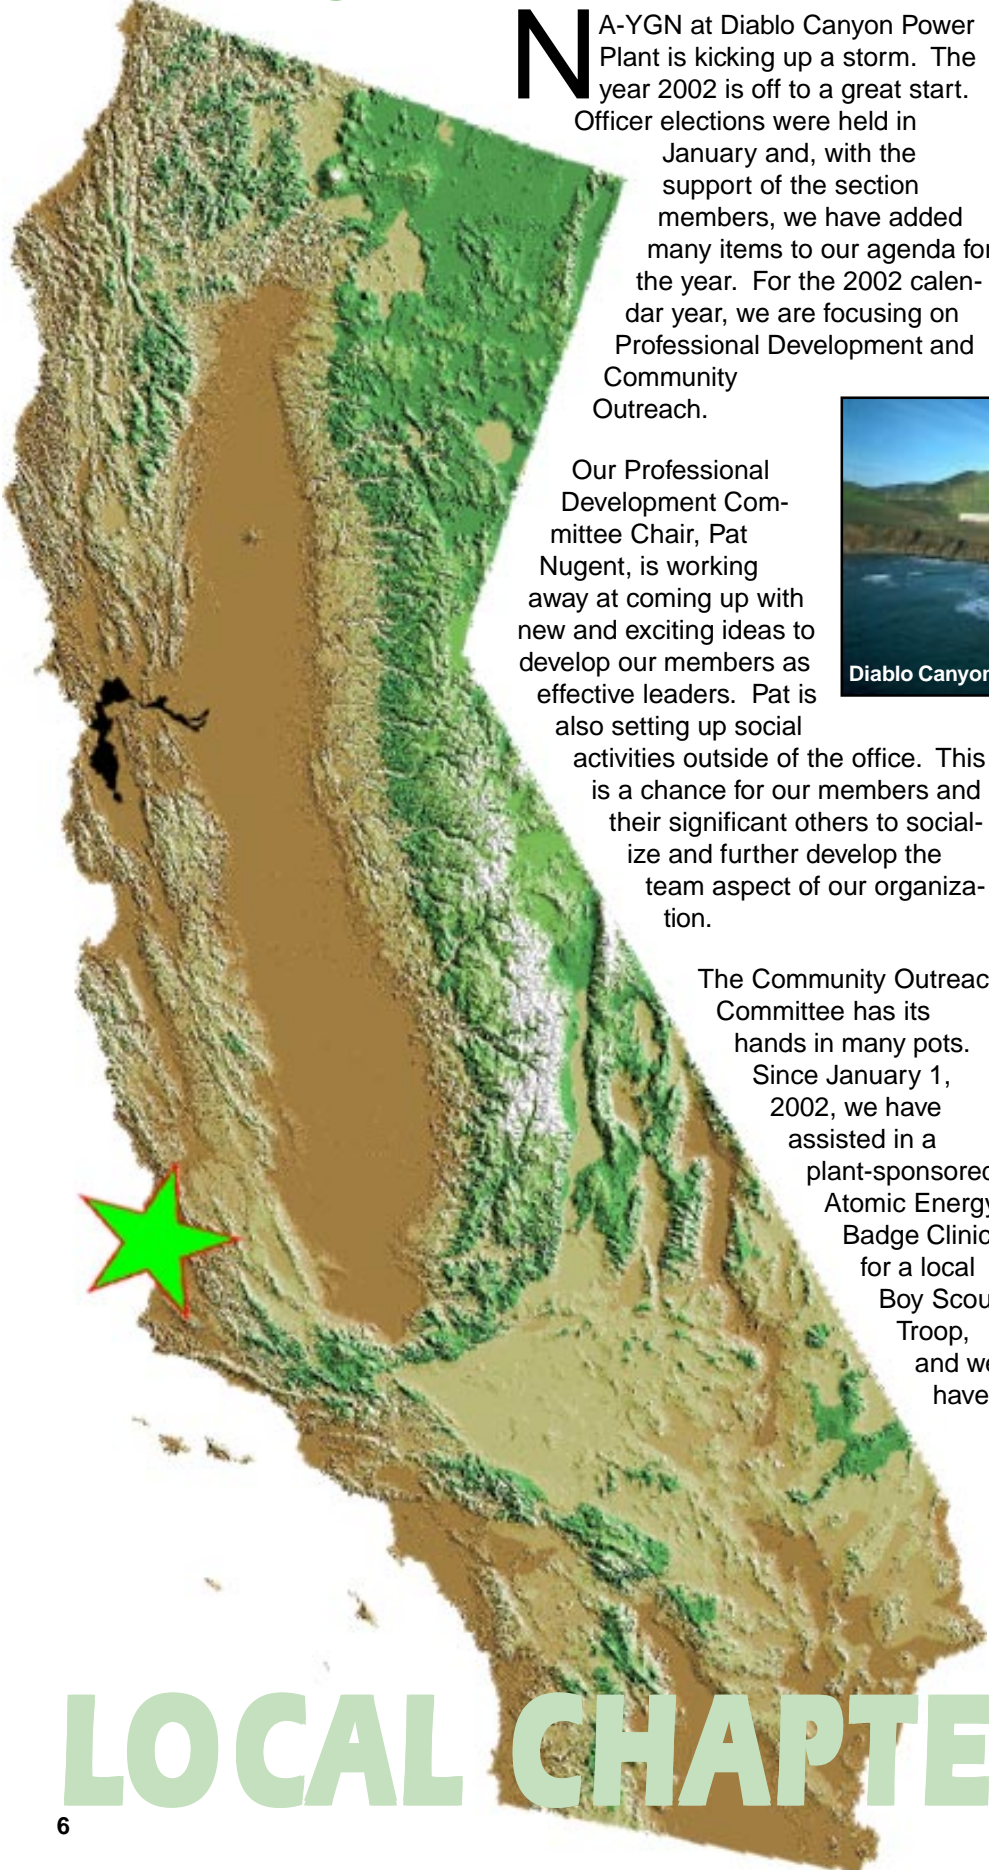 NA-YGN at Diablo Canyon Power
Plant is kicking up a storm. The
year 2002 is off to a great start.
Officer elections were held in
January and, with the
support of the section
members, we have added
many items to our agenda for
the year. For the 2002 calen-
dar year, we are focusing on
Professional Development and
Community
Outreach.
Our Professional
Development Com-
mittee Chair, Pat
Nugent, is working
away at coming up with
new and exciting ideas to
develop our members as
effective leaders. Pat is
also setting up social
activities outside of the office. This
is a chance for our members and
their significant others to social-
ize and further develop the
team aspect of our organiza-
tion.
Diablo Canyon
The Community Outreac
Committee has its
hands in many pots.
Since January 1,
2002, we have
assisted in a
plant-sponsored
Atomic Energy
Badge Clinic
for a local
Boy Scou
Troop,
and we
have
LOCAL CHAPTE
6